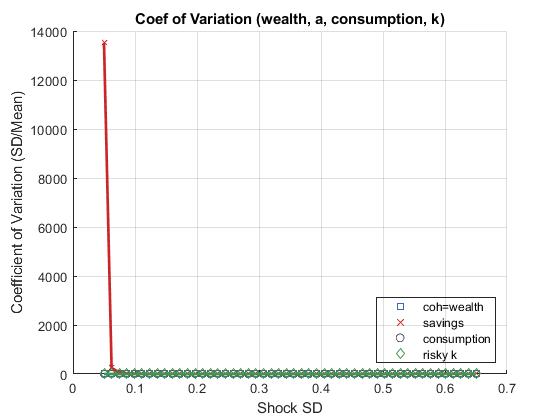 Coef of Variation (wealth, a, consumption, k)
14000
12000
10000
8000
6000
4000
2000
0
Coefficient of Variation (SD/Mean)
coh=wealth
savings
consumption
risky k
0 0.1 0.2 0.3 0.4 0.5 0.6 0.7
Shock SD